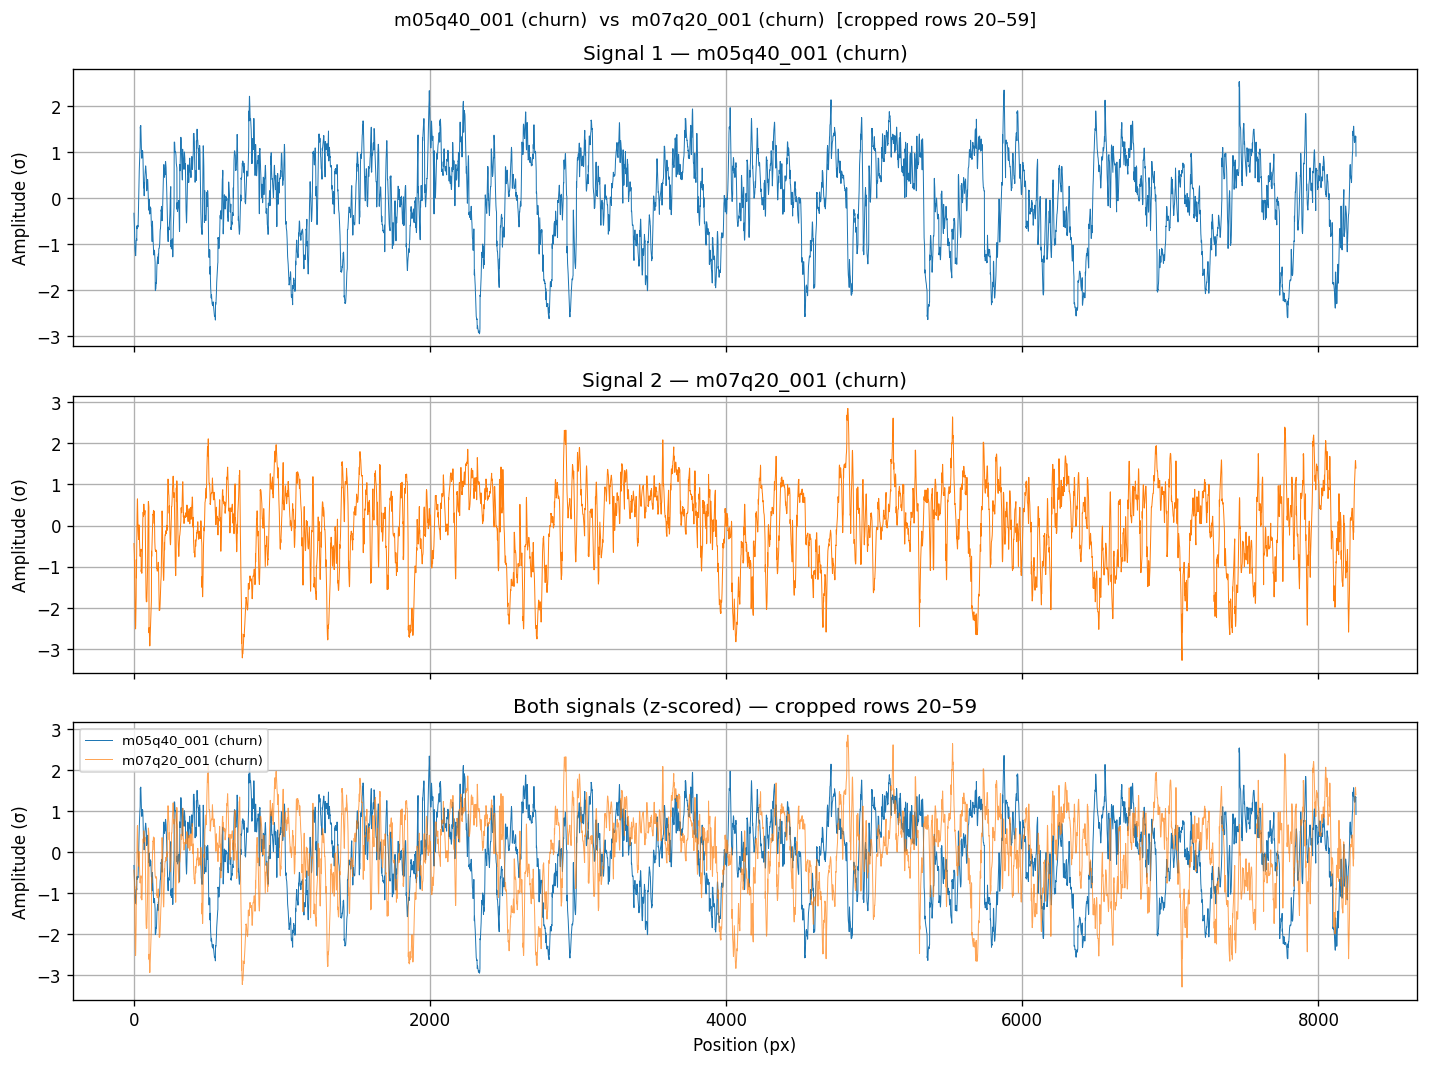 m05q40_001 (churn)  vs  m07q20_001 (churn)  [cropped rows 20–59]
Signal 1 — m05q40_001 (churn)
Amplitude (σ)
2
1
0
−1
−2
−3
Signal 2 — m07q20_001 (churn)
Amplitude (σ)
3
2
1
0
−1
−2
−3
Both signals (z-scored) — cropped rows 20–59
m05q40_001 (churn)
m07q20_001 (churn)
Amplitude (σ)
3
2
1
0
−1
−2
−3
0 2000 4000 6000 8000
Position (px)